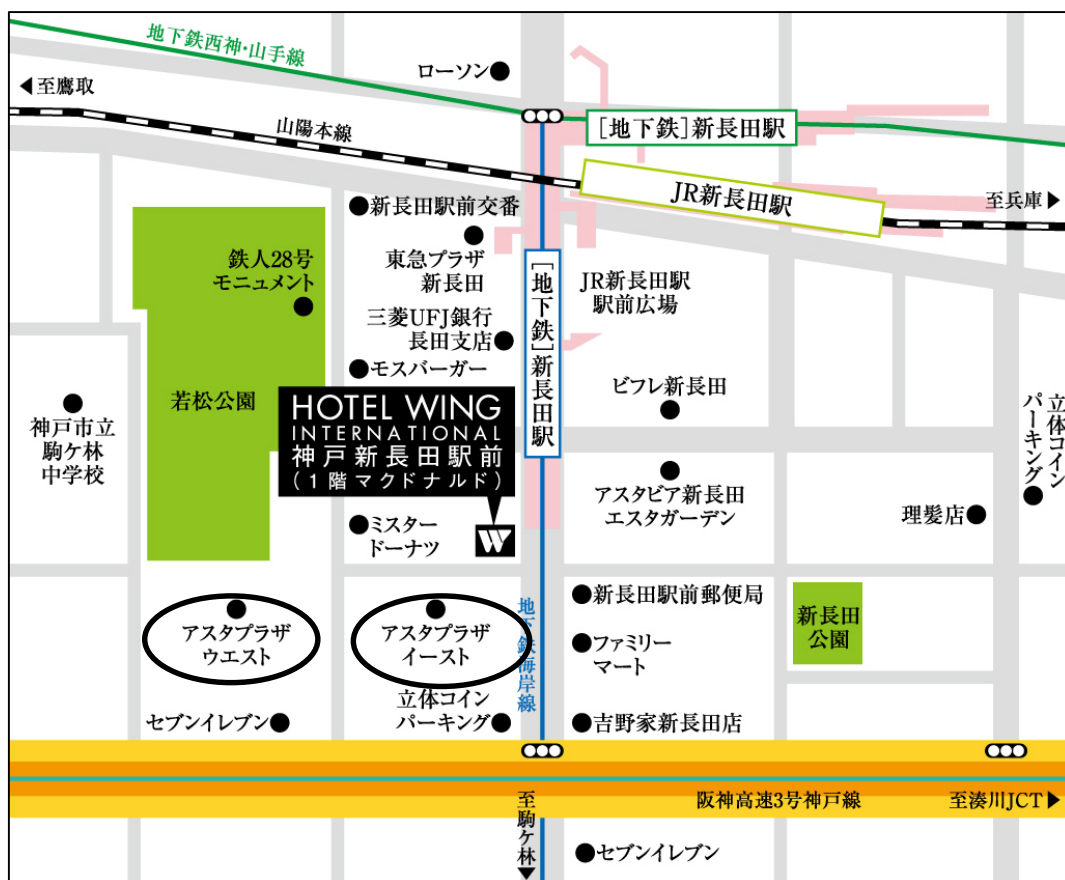 地下鉄西神・山手線
ローソン
至鷹取
山陽本線
[地下鉄]新長田駅
JR新長田駅
至兵庫
新長田駅前交番
東急プラザ
新長田
鉄人28号
モニュメント
三菱UFJ銀行
長田支店
モスバーガー
[地下鉄]新長田駅
JR新長田駅
駅前広場
ビフレ新長田
若松公園
神戸市立
駒ケ林
中学校
HOTEL WING
INTERNATIONAL
神戸新長田駅前
(1階マクドナルド)
W
ミスター
ドーナツ
アスタピア新長田
エスタガーデン
理髪店
立体コイン
パーキング
アスタプラザ
ウエスト
アスタプラザ
イースト
地下鉄海岸線
新長田駅前郵便局
ファミリー
マート
新長田
公園
セブンイレブン
立体コイン
パーキング
吉野家新長田店
阪神高速3号神戸線
至湊川JCT
至駒ケ林
セブンイレブン